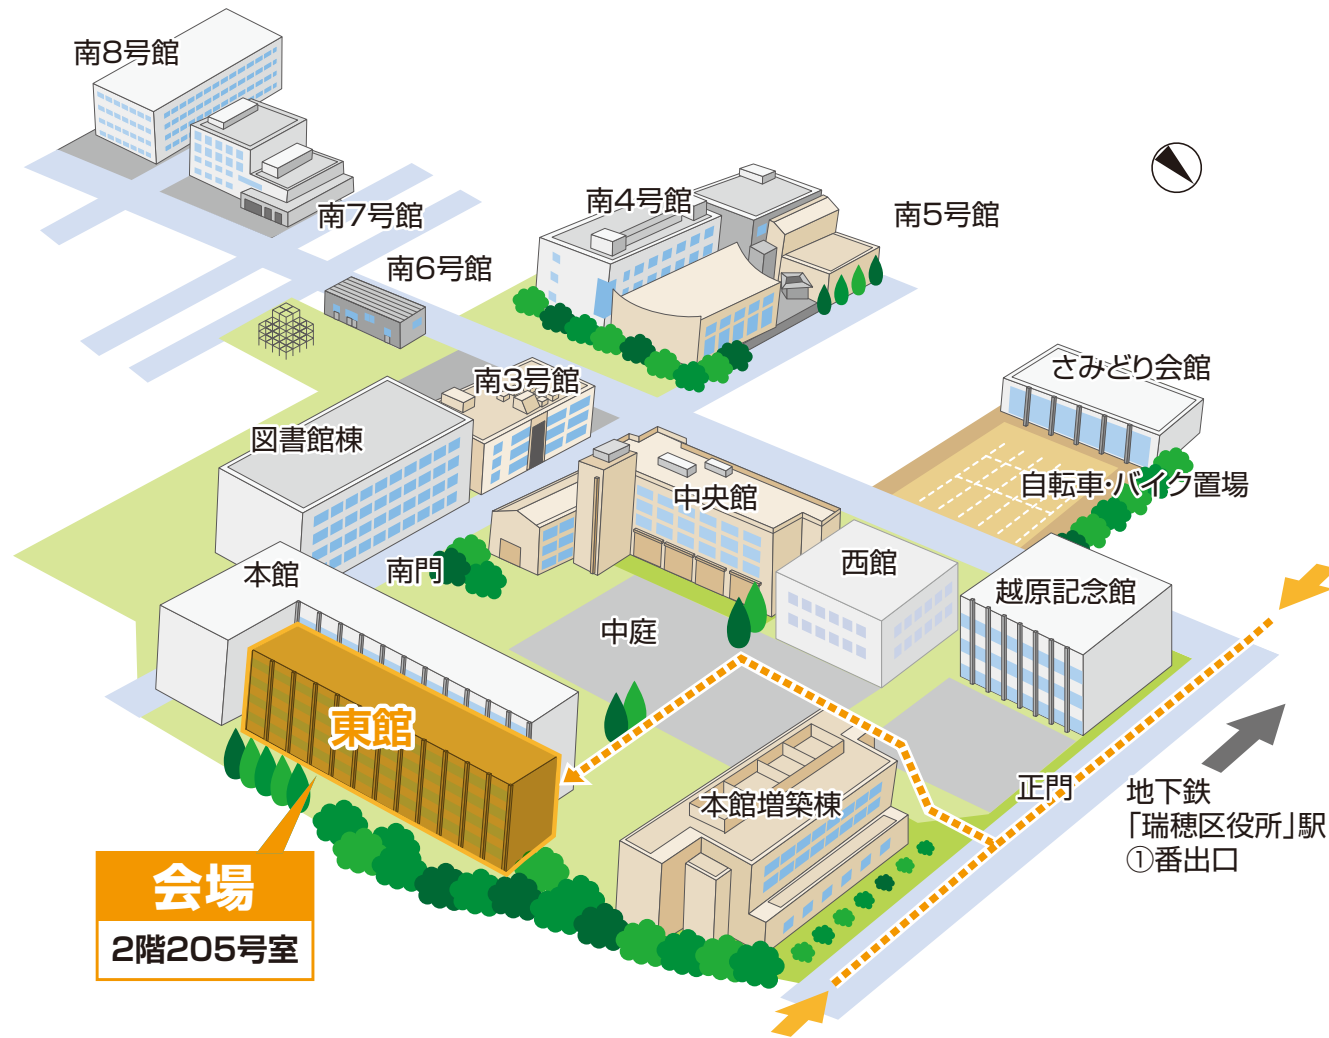 南8号館
南7号館
南4号館
南5号館
南6号館
さみどり会館
南3号館
図書館棟
自転車・バイク置場
中央館
西館
本館
南門
越原記念館
中庭
東館
正門
地下鉄
「瑞穂区役所」駅
①番出口
本館増築棟
会場
2階205号室